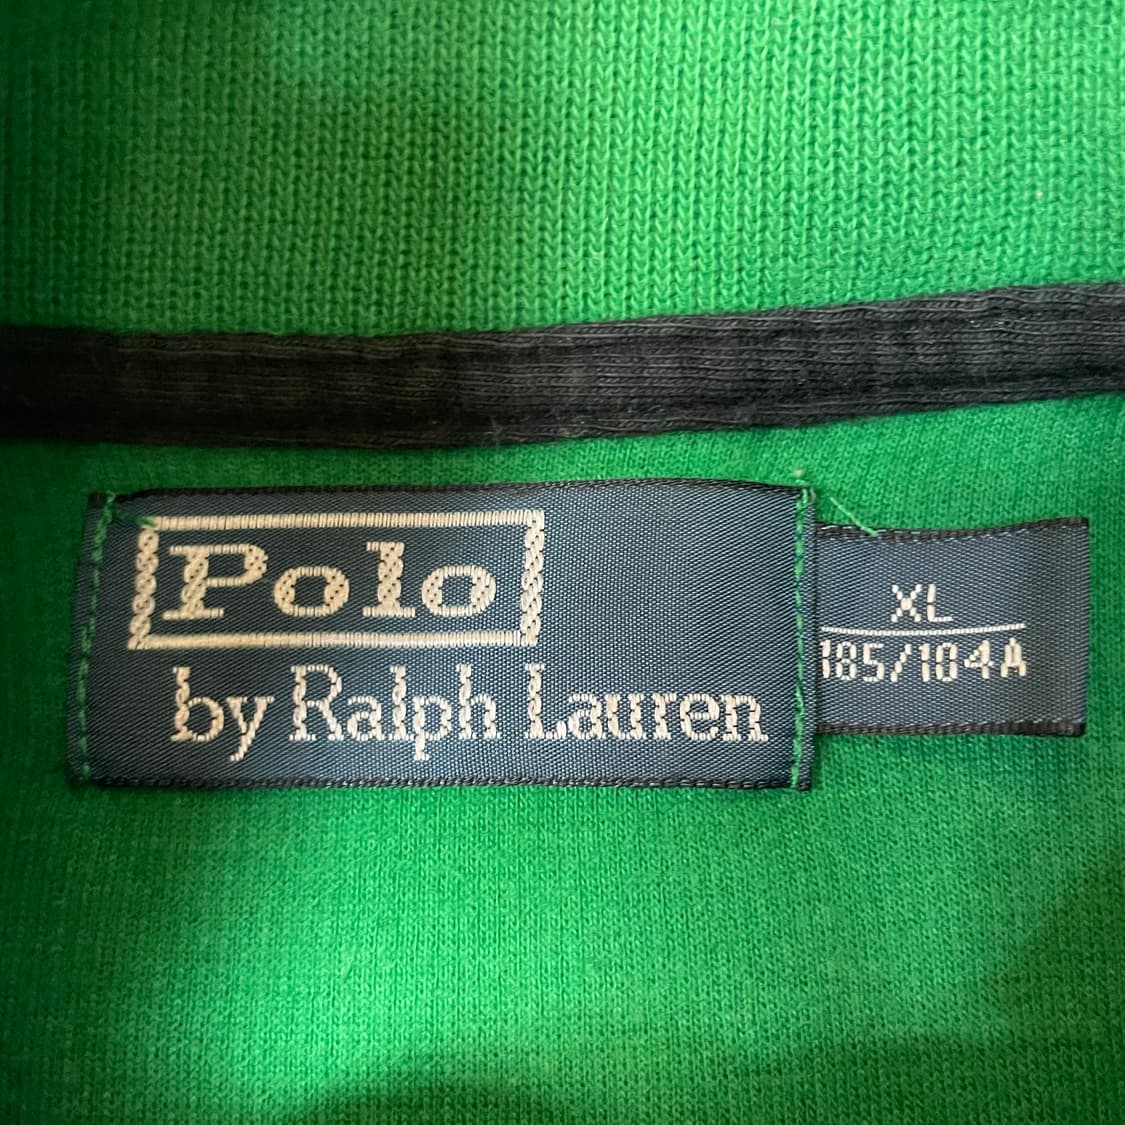 Polo
by Ralph Lauren
XL
185/104A